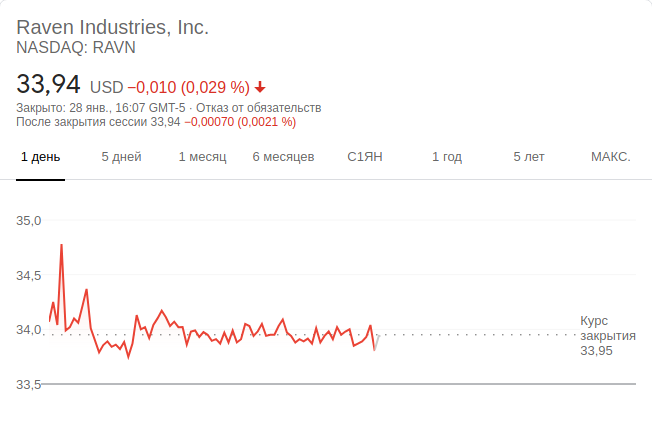 Raven Industries, Inc.
NASDAQ: RAVN
33,94 USD −0,010 (0,029 %)
Закрыто: 28 янв., 16:07 GMT-5 · Отказ от обязательств
После закрытия сессии 33,94 −0,00070 (0,0021 %)
1 день 5 дней 1 месяц 6 месяцев С1ЯН 1 год 5 лет МАКС.
35,0
34,5
34,0
33,5
Курс
закрытия
33,95